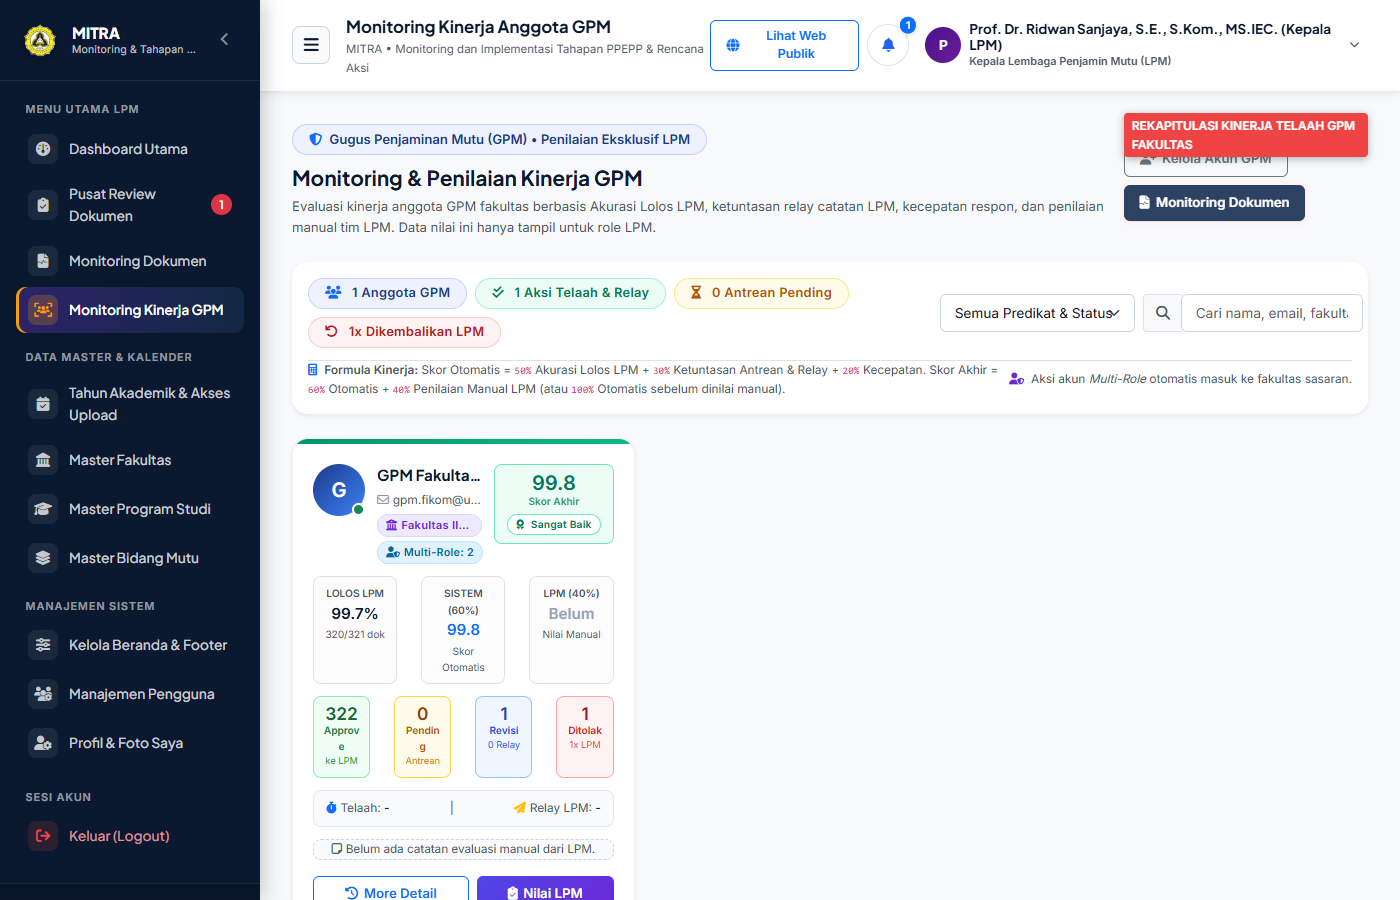 MITRA
Monitoring & Tahapan ...
MENU UTAMA LPM
Dashboard Utama
Pusat Review
Dokumen
1
Monitoring Dokumen
Monitoring Kinerja GPM
DATA MASTER & KALENDER
Tahun Akademik & Akses
Upload
Master Fakultas
Master Program Studi
Master Bidang Mutu
MANAJEMEN SISTEM
Kelola Beranda & Footer
Manajemen Pengguna
Profil & Foto Saya
SESI AKUN
Keluar (Logout)
Monitoring Kinerja Anggota GPM
MITRA • Monitoring dan Implementasi Tahapan PPEPP & Rencana
Aksi
Lihat Web
Publik
1
P
Prof. Dr. Ridwan Sanjaya, S.E., S.Kom., MS.IEC. (Kepala
LPM)
Kepala Lembaga Penjamin Mutu (LPM)
Gugus Penjaminan Mutu (GPM) • Penilaian Eksklusif LPM
Monitoring & Penilaian Kinerja GPM
Evaluasi kinerja anggota GPM fakultas berbasis Akurasi Lolos LPM, ketuntasan relay catatan LPM, kecepatan respon, dan penilaian
manual tim LPM. Data nilai ini hanya tampil untuk role LPM.
REKAPITULASI KINERJA TELAAH GPM
FAKULTAS
Kelola Akun GPM
Monitoring Dokumen
1 Anggota GPM
1 Aksi Telaah & Relay
0 Antrean Pending
1x Dikembalikan LPM
Semua Predikat & Status
Cari nama, email, fakulta
Formula Kinerja: Skor Otomatis = 50% Akurasi Lolos LPM + 30% Ketuntasan Antrean & Relay + 20% Kecepatan. Skor Akhir =
60% Otomatis + 40% Penilaian Manual LPM (atau 100% Otomatis sebelum dinilai manual).
Aksi akun Multi-Role otomatis masuk ke fakultas sasaran.
G
GPM Fakulta...
gpm.fikom@u...
Fakultas Il...
Multi-Role: 2
99.8
Skor Akhir
Sangat Baik
LOLOS LPM
99.7%
320/321 dok
SISTEM
(60%)
99.8
Skor
Otomatis
LPM (40%)
Belum
Nilai Manual
322
Approv
e
ke LPM
0
Pendin
g
Antrean
1
Revisi
0 Relay
1
Ditolak
1x LPM
Telaah: -
Relay LPM: -
Belum ada catatan evaluasi manual dari LPM.
More Detail
Nilai LPM